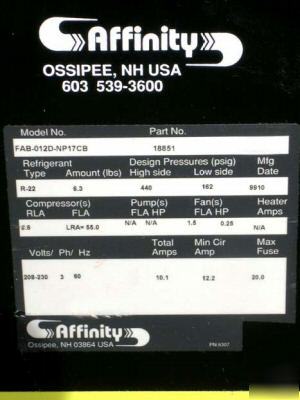 Affinity
OSSIPEE, NH USA
603 539-3600
Model No. Part No.
FAB-012D-NP17CB 18851
Refrigerant Design Pressures (psig) Mfg
Type Amount (lbs) High side Low side Date
R-22 6.3 440 162 9910
Compressor(s) Pump(s) Fan(s) Heater
RLA FLA FLA HP FLA HP Amps
LRA= 55.0 N/A N/A 1.5 0.25 N/A
Total Min Cir Max
Volts/ Ph/ Hz Amps Amp Fuse
208-230 3 60 10.1 12.2 20.0
Affinity
Ossipee, NH 03864 USA PN 9307